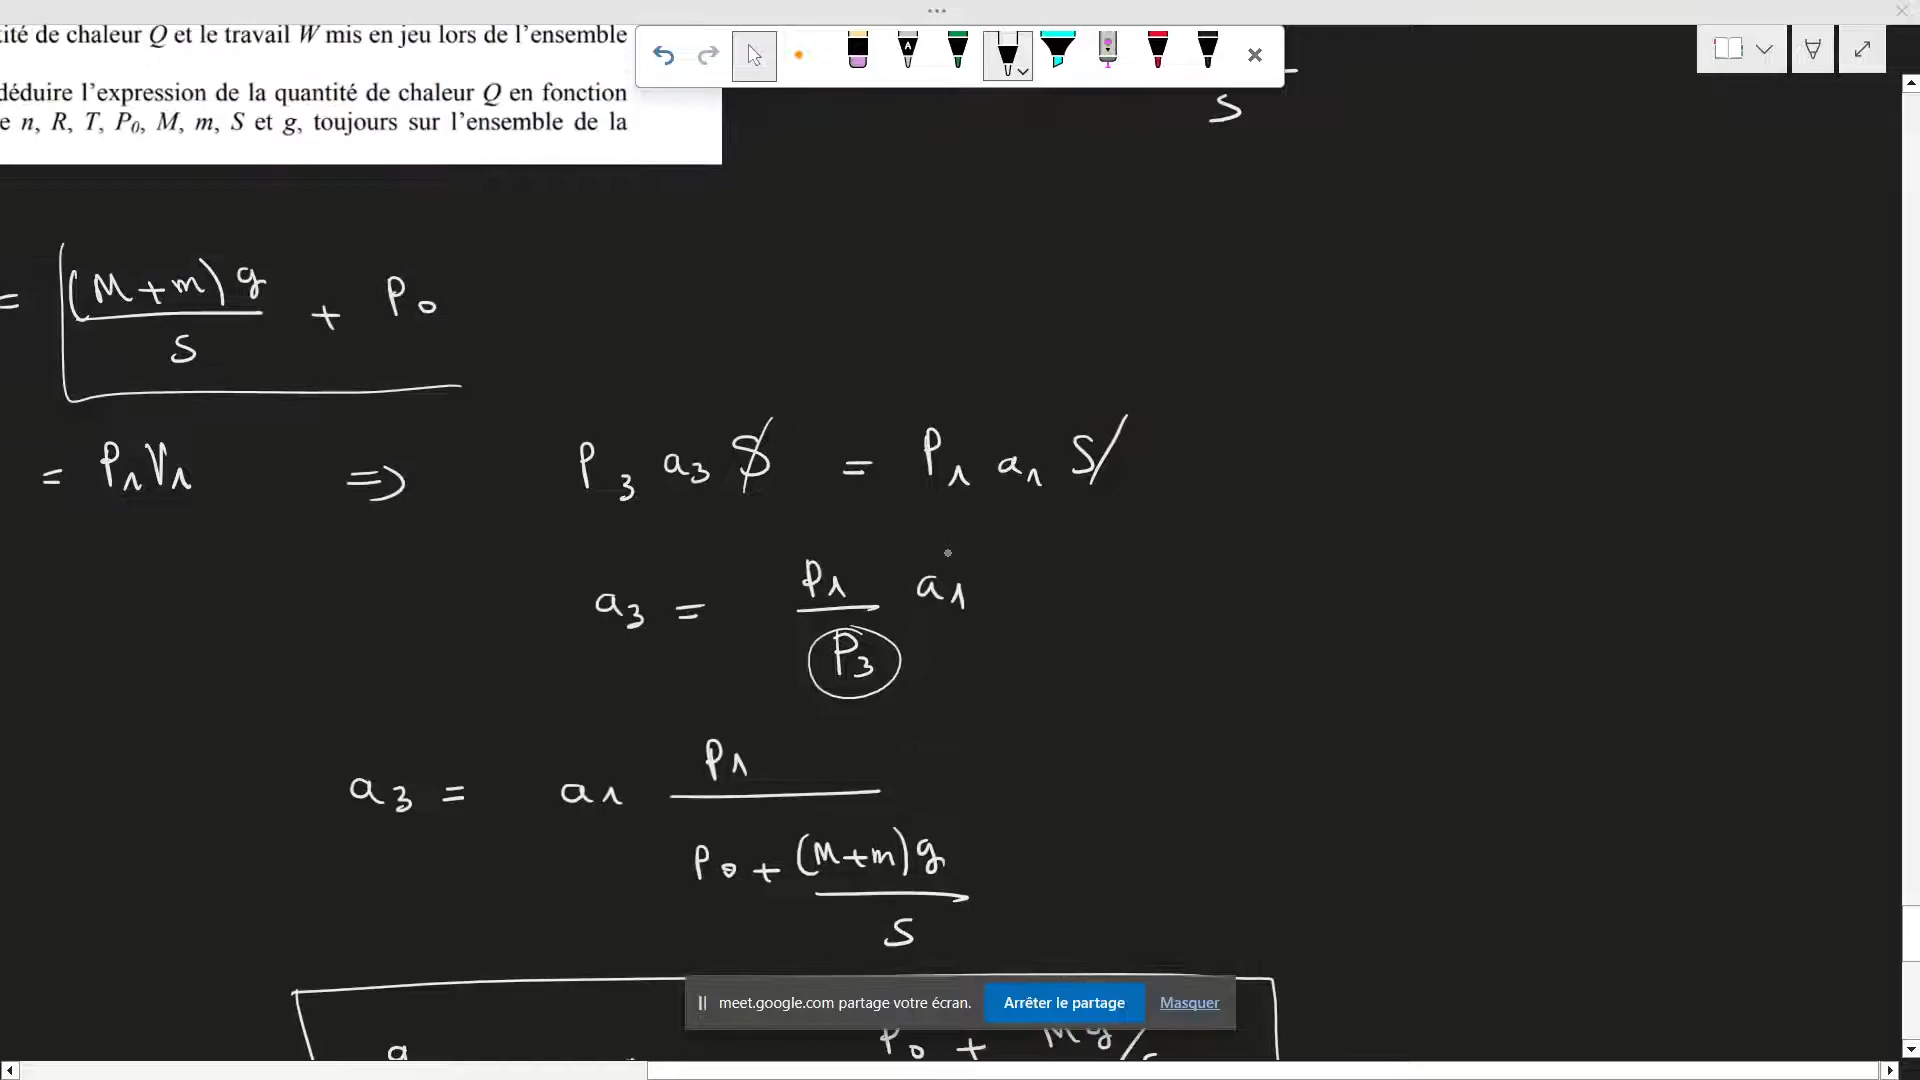 ité de chaleur Q et le travail W mis en jeu lors de l'ensemble
déduire l'expression de la quantité de chaleur Q en fonction
e n, R, T, P0, M, m, S et g, toujours sur l'ensemble de la
S
= (M+m)g / S + P0
= P1V1 => P3 a3 S = P1 a1 S
a3 = P1 / P3 a1
a3 = a1 P1 / P0 + (M+m)g / S
meet.google.com partage votre écran. Arrêter le partage Masquer
a P0 + Mg/